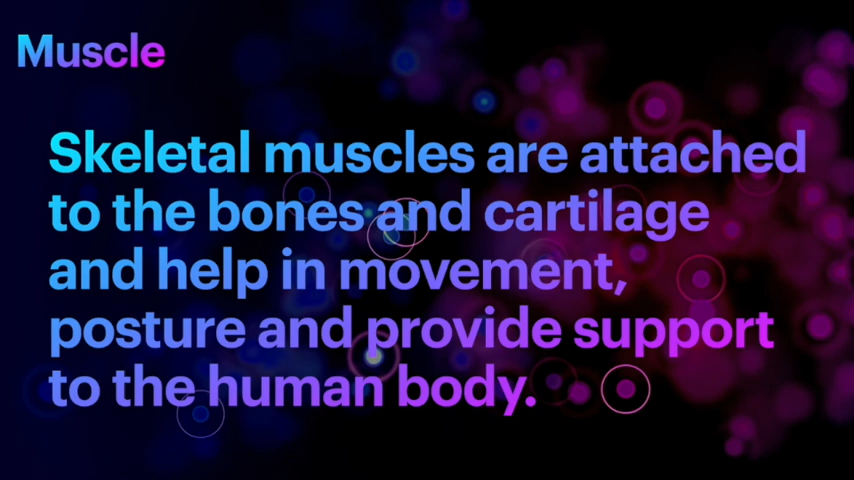 Muscle
Skeletal muscles are attached
to the bones and cartilage
and help in movement,
posture and provide support
to the human body.